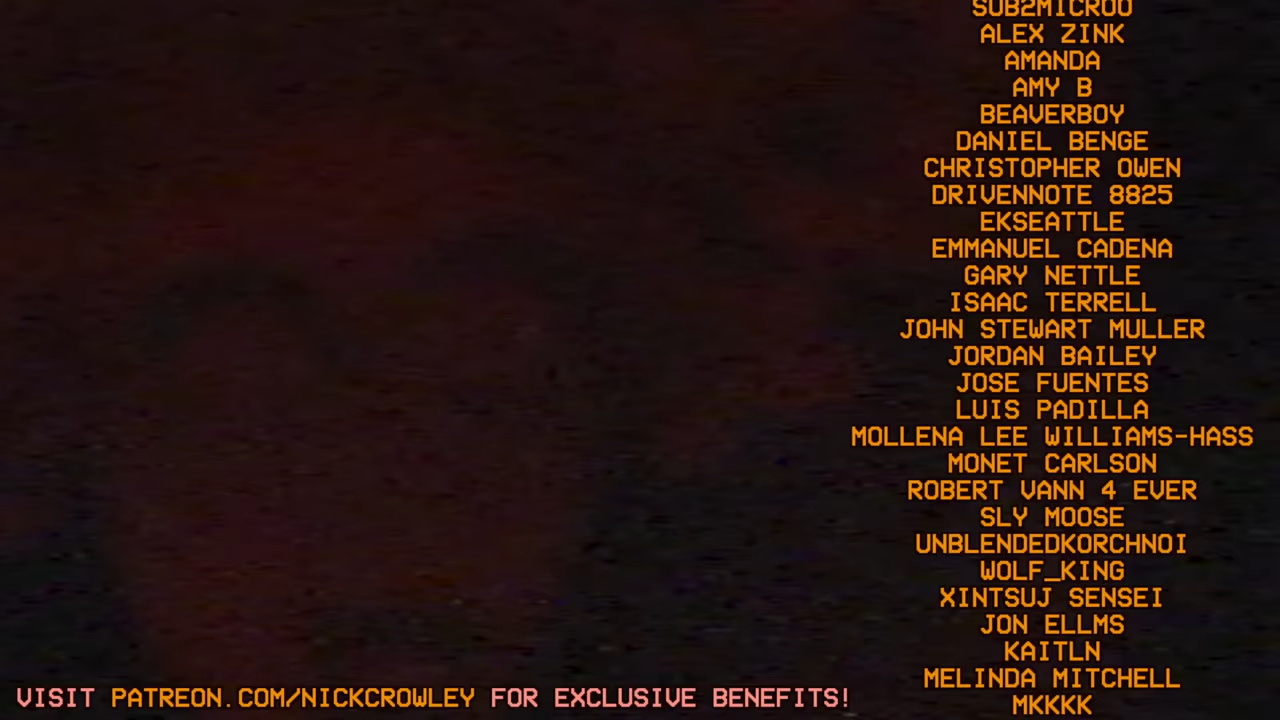 SUB2MICROO
ALEX ZINK
AMANDA
AMY B
BEAVERBOY
DANIEL BENGE
CHRISTOPHER OWEN
DRIVENNOTE 8825
EKSEATTLE
EMMANUEL CADENA
GARY NETTLE
ISAAC TERRELL
JOHN STEWART MULLER
JORDAN BAILEY
JOSE FUENTES
LUIS PADILLA
MOLLENA LEE WILLIAMS-HASS
MONET CARLSON
ROBERT VANN 4 EVER
SLY MOOSE
UNBLENDEDKORCHNOI
WOLF_KING
XINTSUJ SENSEI
JON ELLMS
KAITLN
MELINDA MITCHELL
MKKKK
VISIT PATREON.COM/NICKCROWLEY FOR EXCLUSIVE BENEFITS!